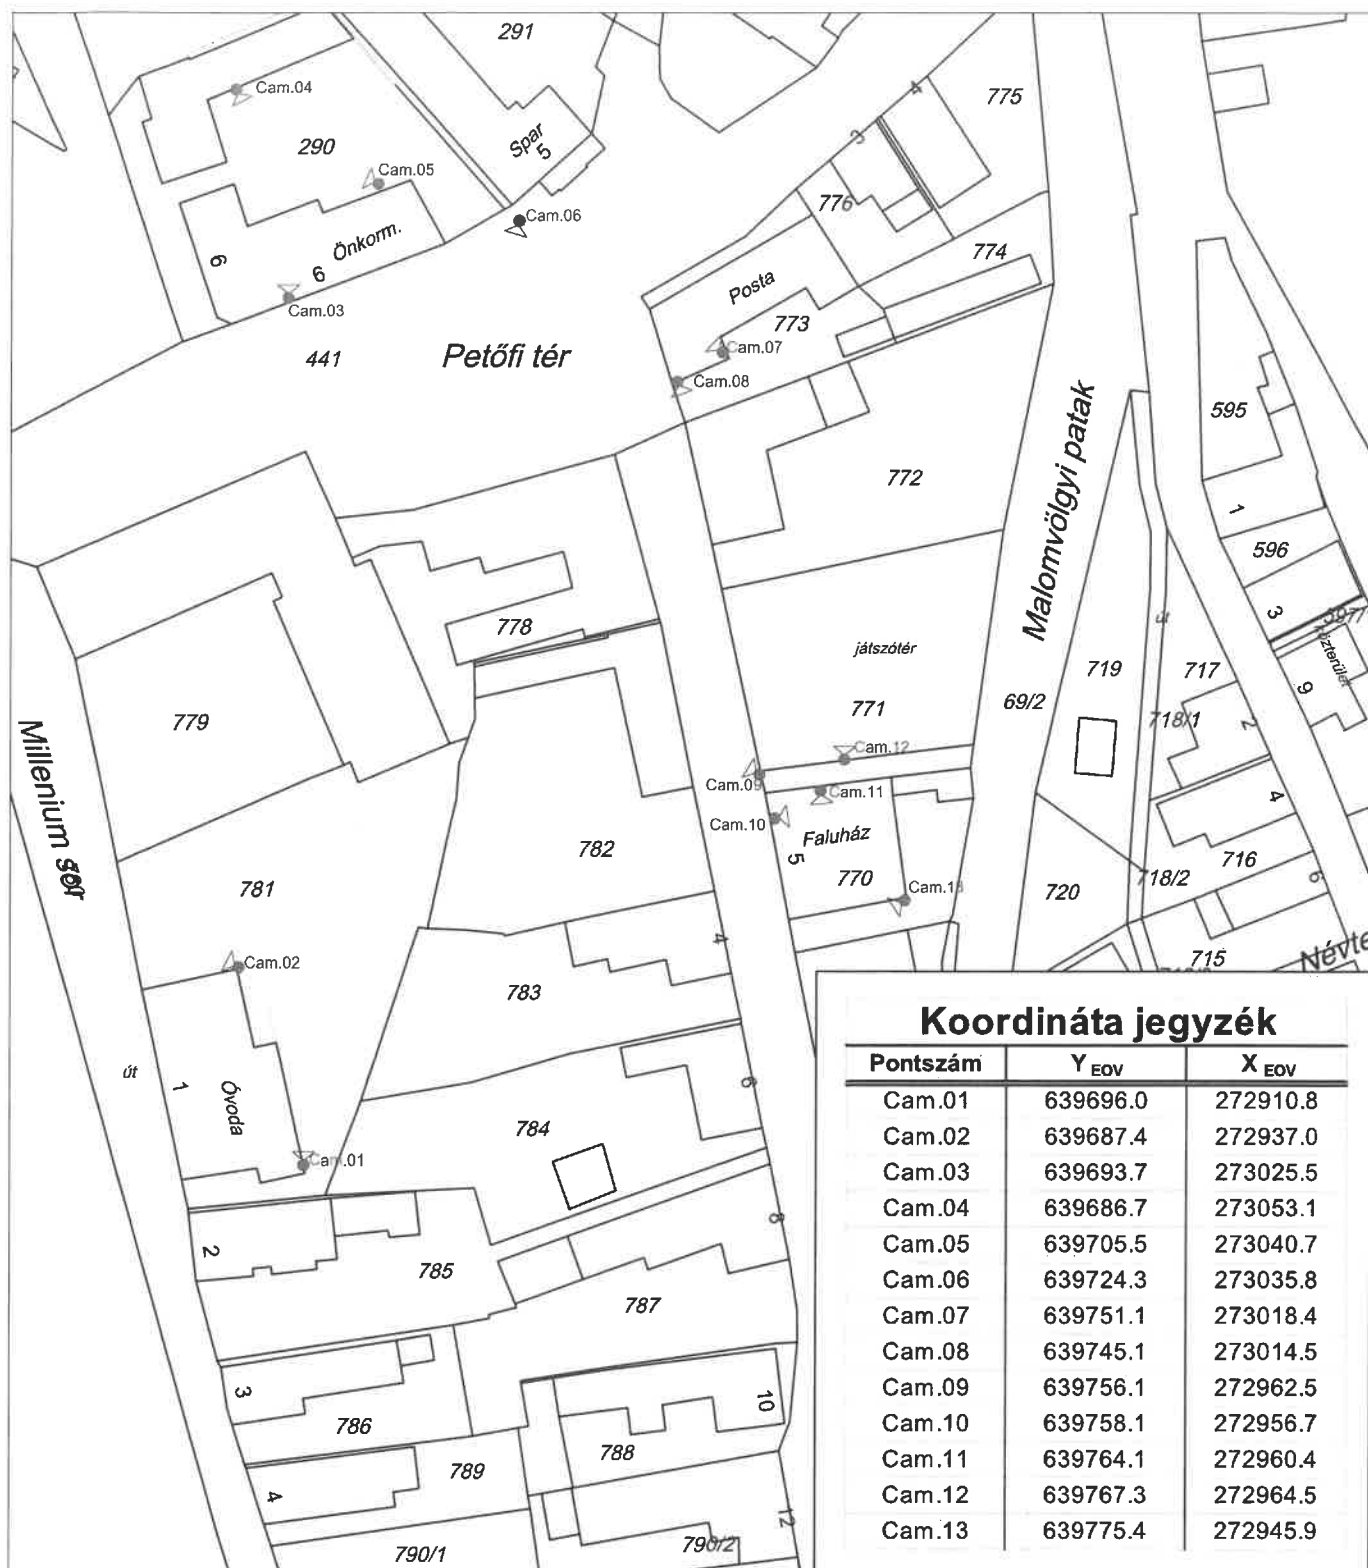 291
775
Cam.04
4
3
290
Spar
5
Cam.05
776
Cam.06
6
6
Önkorm.
774
Cam.03
Posta
773
441
Petőfi tér
Cam.07
Cam.08
595
Malomvölgyi patak
772
1
596
3
597/
közterület
út
778
játszótér
719
717
9
779
771
69/2
718/1
2
Millenium sor
Cam.12
Cam.09
Cam.11
4
Cam.10
Faluház
5
782
716
781
770
720
718/2
6
Cam.13
4
Cam.02
715
Névte
783
út
1
Óvoda
6
784
Cam.01
8
2
785
787
3
10
786
788
789
4
12
790/1
790/2
Koordináta jegyzék
Pontszám Y EOV X EOV
Cam.01 639696.0 272910.8
Cam.02 639687.4 272937.0
Cam.03 639693.7 273025.5
Cam.04 639686.7 273053.1
Cam.05 639705.5 273040.7
Cam.06 639724.3 273035.8
Cam.07 639751.1 273018.4
Cam.08 639745.1 273014.5
Cam.09 639756.1 272962.5
Cam.10 639758.1 272956.7
Cam.11 639764.1 272960.4
Cam.12 639767.3 272964.5
Cam.13 639775.4 272945.9